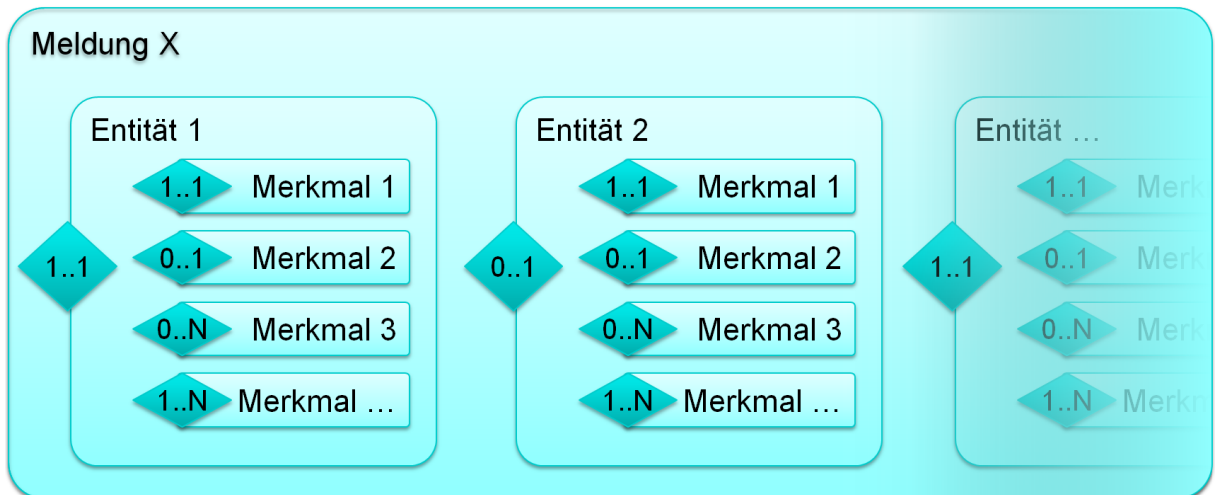 Meldung X
Entität 1
1..1
1..1 Merkmal 1
0..1 Merkmal 2
0..N Merkmal 3
1..N Merkmal …
Entität 2
0..1
1..1 Merkmal 1
0..1 Merkmal 2
0..N Merkmal 3
1..N Merkmal …
Entität …
1..1
1..1
0..1
0..N
1..N